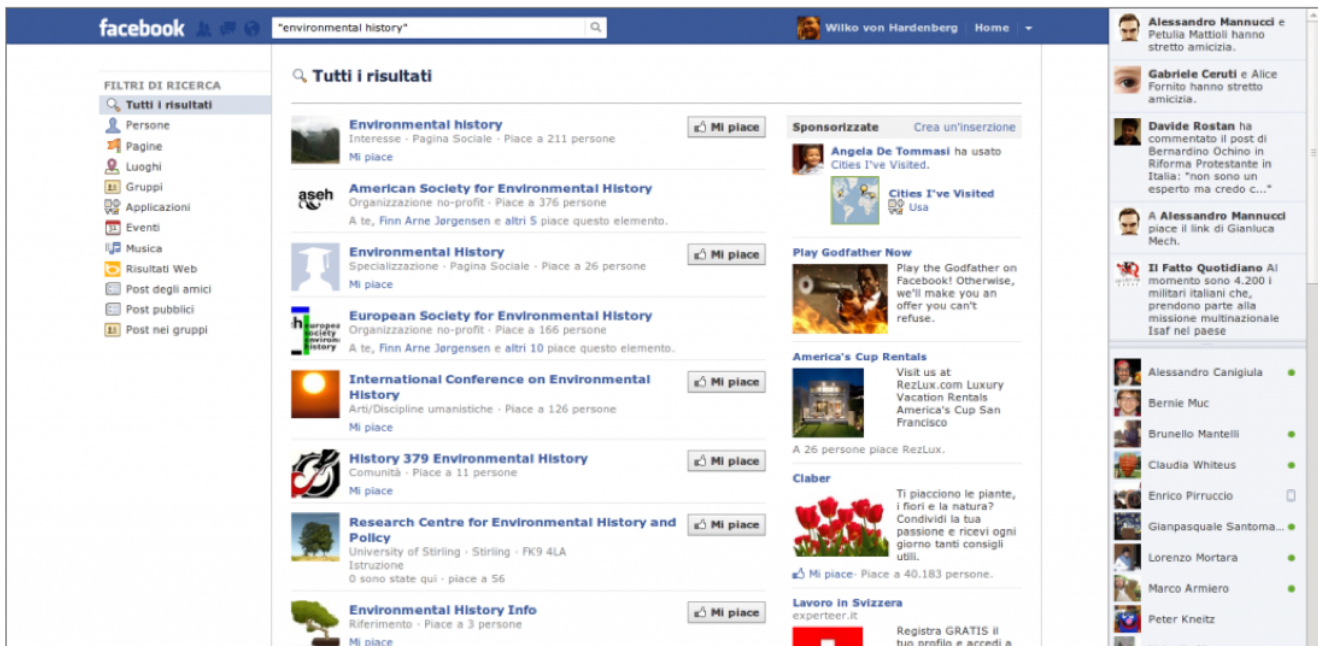 facebook
"environmental history"
Wilko von Hardenberg
Home
FILTRI DI RICERCA
Tutti i risultati
Persone
Pagine
Luoghi
Gruppi
Applicazioni
Eventi
Musica
Risultati Web
Post degli amici
Post pubblici
Post nei gruppi
Tutti i risultati
Environmental history
Interesse · Pagina Sociale · Piace a 211 persone
Mi piace
Mi piace
aseh
American Society for Environmental History
Organizzazione no-profit · Piace a 376 persone
A te, Finn Arne Jørgensen e altri 5 piace questo elemento.
Environmental History
Specializzazione · Pagina Sociale · Piace a 26 persone
Mi piace
Mi piace
European Society for Environmental History
Organizzazione no-profit · Piace a 166 persone
A te, Finn Arne Jørgensen e altri 10 piace questo elemento.
International Conference on Environmental
History
Arti/Discipline umanistiche · Piace a 126 persone
Mi piace
Mi piace
History 379 Environmental History
Comunità · Piace a 11 persone
Mi piace
Mi piace
Research Centre for Environmental History and
Policy
University of Stirling · Stirling · FK9 4LA
Istruzione
0 sono state qui · piace a 56
Mi piace
Environmental History Info
Riferimento · Piace a 3 persone
Mi piace
Mi piace
Sponsorizzate
Crea un'inserzione
Angela De Tommasi ha usato
Cities I've Visited.
Cities I've Visited
Usa
Play Godfather Now
Play the Godfather on
Facebook! Otherwise,
we'll make you an
offer you can't
refuse.
America's Cup Rentals
Visit us at
RezLux.com Luxury
Vacation Rentals
America's Cup San
Francisco
A 26 persone piace RezLux.
Claber
Ti piacciono le piante,
i fiori e la natura?
Condividi la tua
passione e ricevi ogni
giorno tanti consigli
utili.
Mi piace · Piace a 40.183 persone.
Lavoro in Svizzera
experteer.it
Registra GRATIS il
tuo profilo e accedi a
Alessandro Mannucci e
Petulia Mattioli hanno
stretto amicizia.
Gabriele Ceruti e Alice
Fornito hanno stretto
amicizia.
Davide Rostan ha
commentato il post di
Bernardino Ochino in
Riforma Protestante in
Italia: "non sono un
esperto ma credo c..."
A Alessandro Mannucci
piace il link di Gianluca
Mech.
Il Fatto Quotidiano Al
momento sono 4.200 i
militari italiani che,
prendono parte alla
missione multinazionale
Isaf nel paese
Alessandro Canigiula
Bernie Muc
Brunello Mantelli
Claudia Whiteus
Enrico Pirruccio
Gianpasquale Santoma...
Lorenzo Mortara
Marco Armiero
Peter Kneitz